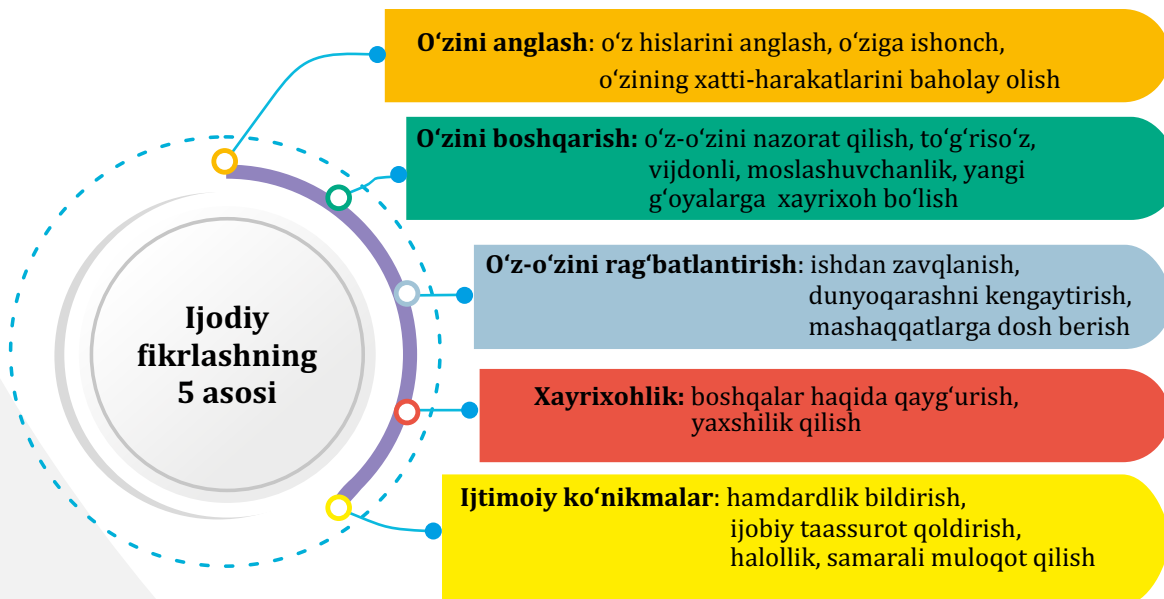 Ijodiy
fikrlashning
5 asosi
O‘zini anglash: o‘z hislarini anglash, o‘ziga ishonch,
o‘zining xatti-harakatlarini baholay olish
O‘zini boshqarish: o‘z-o‘zini nazorat qilish, to‘g‘riso‘z,
vijdonli, moslashuvchanlik, yangi
g‘oyalarga xayrixoh bo‘lish
O‘z-o‘zini rag‘batlantirish: ishdan zavqlanish,
dunyoqarashni kengaytirish,
mashaqqatlarga dosh berish
Xayrixohlik: boshqalar haqida qayg‘urish,
yaxshilik qilish
Ijtimoiy ko‘nikmalar: hamdardlik bildirish,
ijobiy taassurot qoldirish,
halollik, samarali muloqot qilish